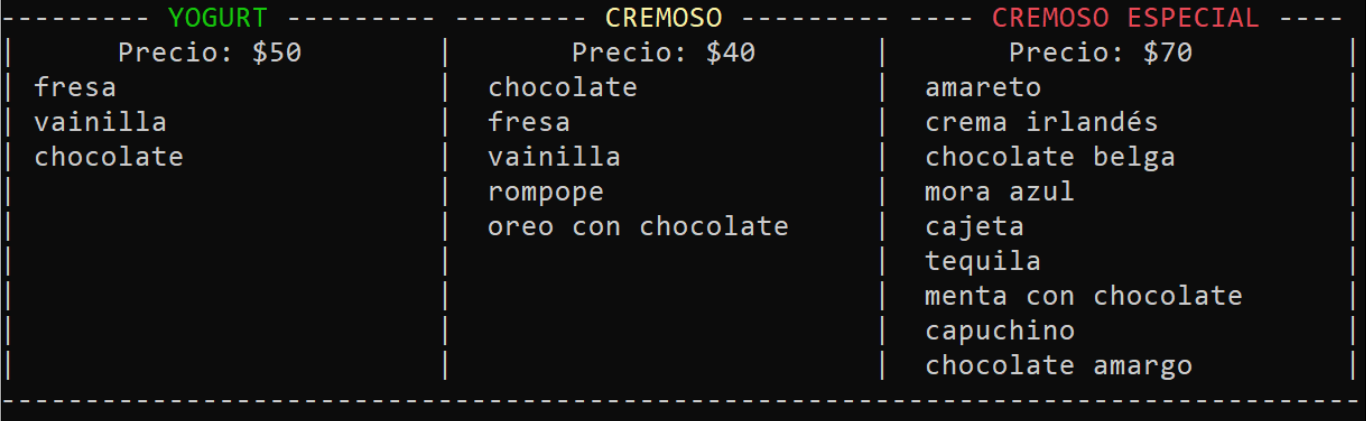 --------- YOGURT --------- -------- CREMOSO --------- ---- CREMOSO ESPECIAL ----
| Precio: $50 | Precio: $40 | Precio: $70 |
| fresa | chocolate | amareto |
| vainilla | fresa | crema irlandés |
| chocolate | vainilla | chocolate belga |
| | rompope | mora azul |
| | oreo con chocolate | cajeta |
| | | tequila |
| | | menta con chocolate |
| | | capuchino |
| | | chocolate amargo |
---------------------------------------------------------------------------------